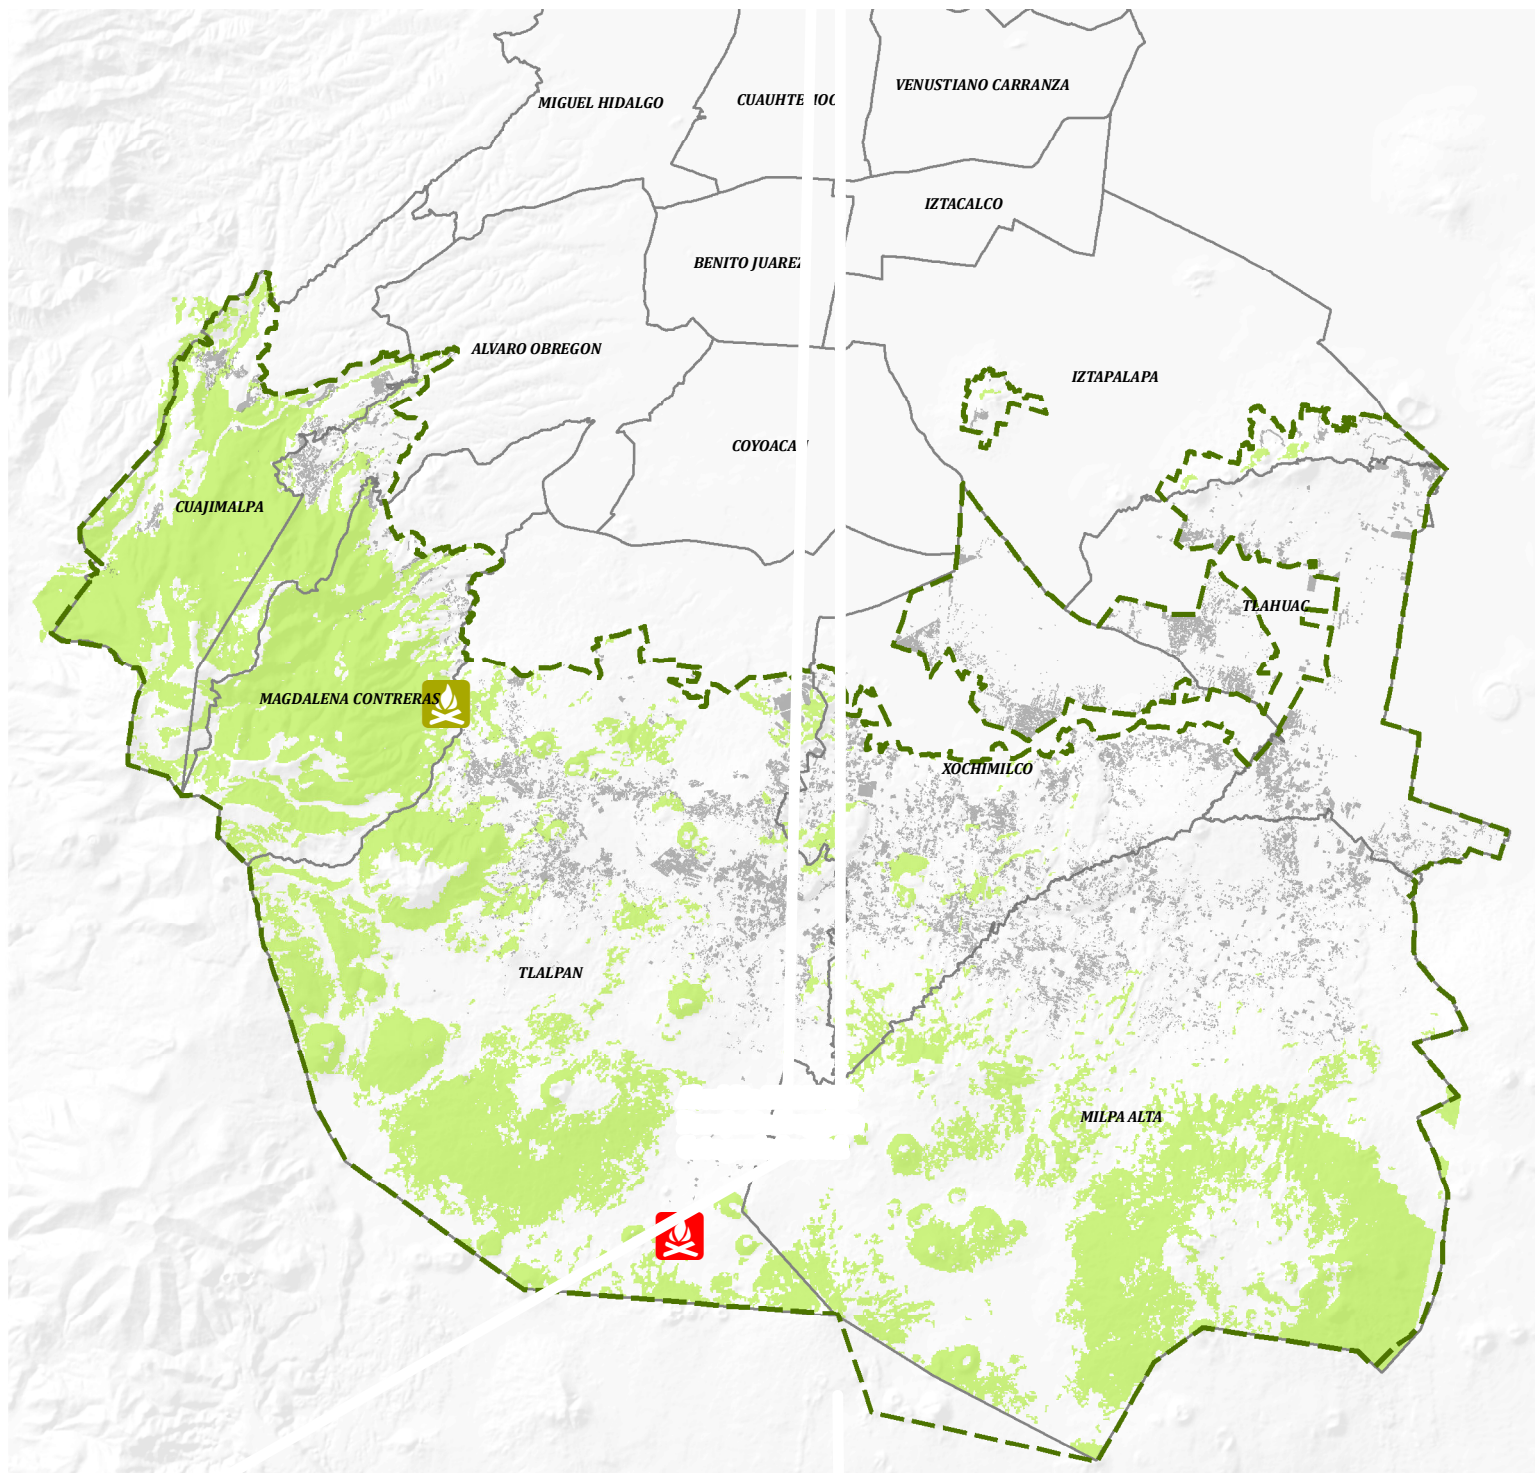 VENUSTIANO CARRANZA
MIGUEL HIDALGO
IZTACALCO
BENITO JUAREZ
ALVARO OBREGON
IZTAPALAPA
CUAJIMALPA
TLAHUAC
MAGDALENA CONTRERAS
XOCHIMILCO
TLALPAN
MILPA ALTA